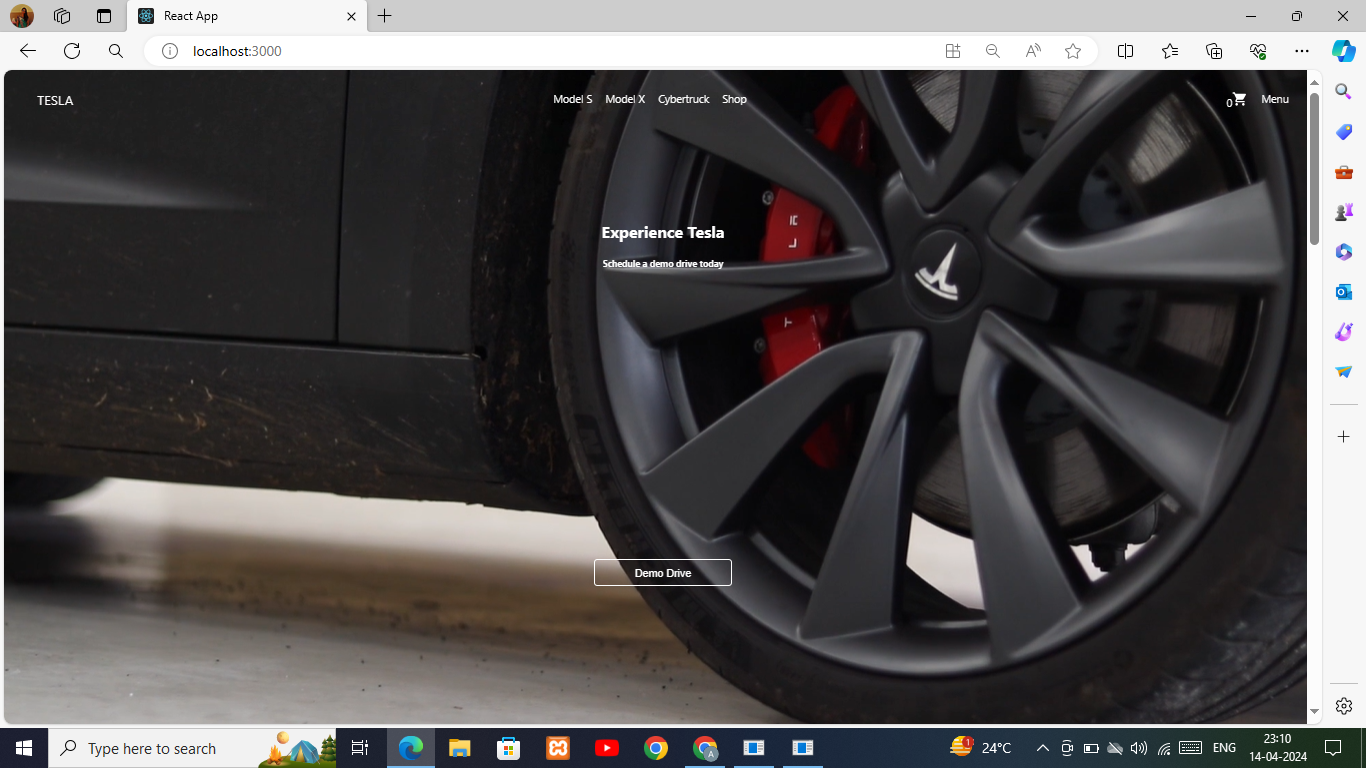 React App
localhost:3000
TESLA
Model S Model X Cybertruck Shop
0 Menu
Experience Tesla
Schedule a demo drive today
Demo Drive
Type here to search
24°C
ENG
23:10
14-04-2024